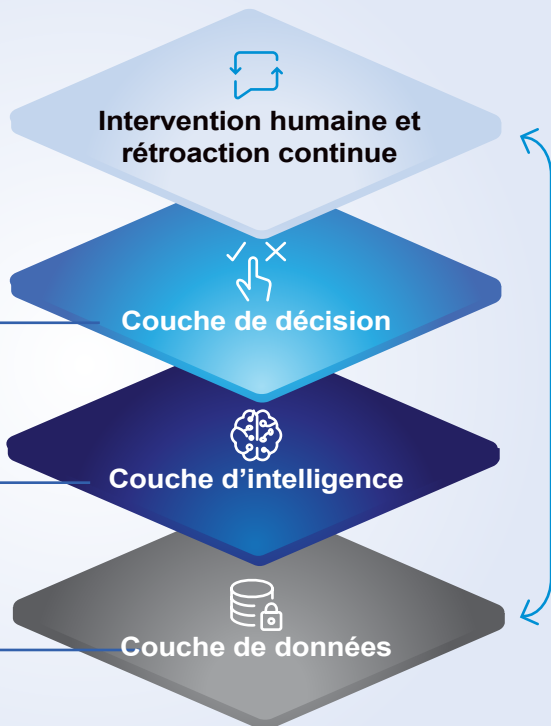 Intervention humaine et
rétroaction continue
Couche de décision
Couche d’intelligence
Couche de données